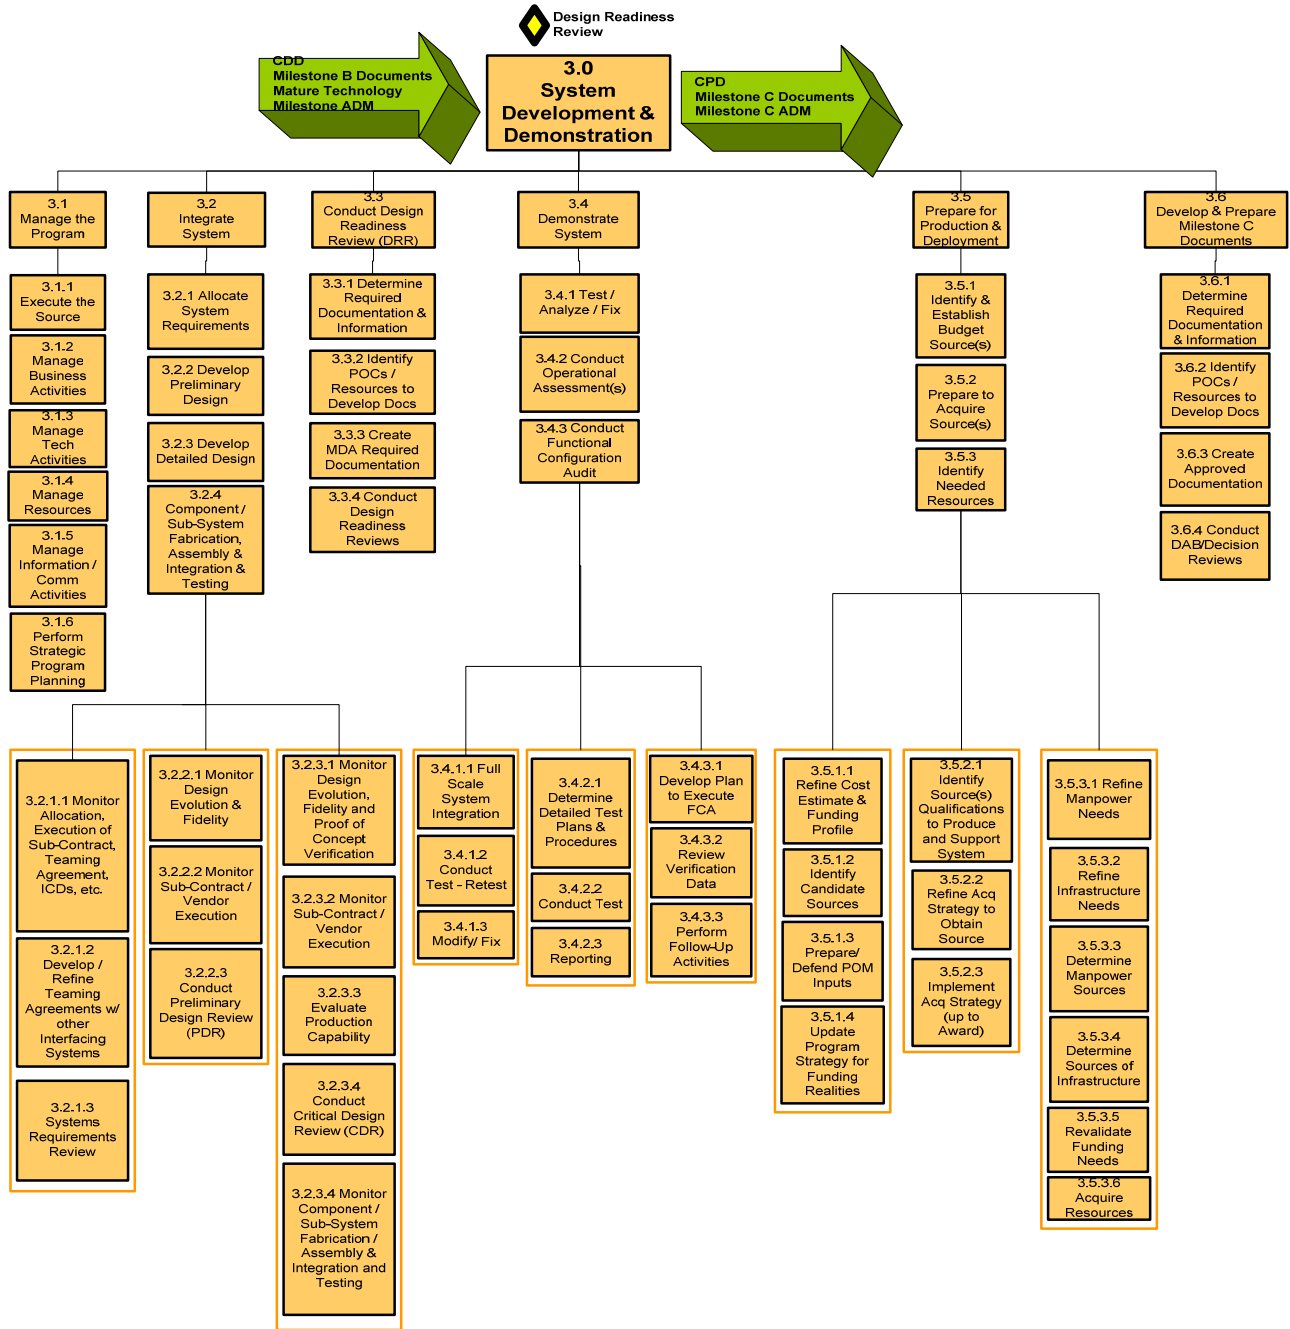 Design Readiness
Review
CDD
Milestone B Documents
Mature Technology
Milestone ADM
3.0
System
Development &
Demonstration
CPD
Milestone C Documents
Milestone C ADM
3.1
Manage the
Program
3.2
Integrate
System
3.3
Conduct Design
Readiness
Review (DRR)
3.4
Demonstrate
System
3.5
Prepare for
Production &
Deployment
3.6
Develop & Prepare
Milestone C
Documents
3.1.1
Execute the
Source
3.1.2
Manage
Business
Activities
3.1.3
Manage
Tech
Activities
3.1.4
Manage
Resources
3.1.5
Manage
Information /
Comm
Activities
3.1.6
Perform
Strategic
Program
Planning
3.2.1 Allocate
System
Requirements
3.2.2 Develop
Preliminary
Design
3.2.3 Develop
Detailed Design
3.2.4
Component /
Sub-System
Fabrication,
Assembly &
Integration &
Testing
3.3.1 Determine
Required
Documentation &
Information
3.3.2 Identify
POCs /
Resources to
Develop Docs
3.3.3 Create
MDA Required
Documentation
3.3.4 Conduct
Design
Readiness
Reviews
3.4.1 Test /
Analyze / Fix
3.4.2 Conduct
Operational
Assessment(s)
3.4.3 Conduct
Functional
Configuration
Audit
3.5.1
Identify &
Establish
Budget
Source(s)
3.5.2
Prepare to
Acquire
Source(s)
3.5.3
Identify
Needed
Resources
3.6.1
Determine
Required
Documentation
& Information
3.6.2 Identify
POCs /
Resources to
Develop Docs
3.6.3 Create
Approved
Documentation
3.6.4 Conduct
DAB/Decision
Reviews
3.2.1.1 Monitor
Allocation,
Execution of
Sub-Contract,
Teaming
Agreement,
ICDs, etc.
3.2.1.2
Develop /
Refine
Teaming
Agreements w/
other
Interfacing
Systems
3.2.1.3
Systems
Requirements
Review
3.2.2.1 Monitor
Design
Evolution &
Fidelity
3.2.2.2 Monitor
Sub-Contract /
Vendor
Execution
3.2.2.3
Conduct
Preliminary
Design Review
(PDR)
3.2.3.1 Monitor
Design
Evolution,
Fidelity and
Proof of
Concept
Verification
3.2.3.2 Monitor
Sub-Contract /
Vendor
Execution
3.2.3.3
Evaluate
Production
Capability
3.2.3.4
Conduct
Critical Design
Review (CDR)
3.2.3.4 Monitor
Component /
Sub-System
Fabrication /
Assembly &
Integration and
Testing
3.4.1.1 Full
Scale
System
Integration
3.4.1.2
Conduct
Test - Retest
3.4.1.3
Modify/ Fix
3.4.2.1
Determine
Detailed Test
Plans &
Procedures
3.4.2.2
Conduct Test
3.4.2.3
Reporting
3.4.3.1
Develop Plan
to Execute
FCA
3.4.3.2
Review
Verification
Data
3.4.3.3
Perform
Follow-Up
Activities
3.5.1.1
Refine Cost
Estimate &
Funding
Profile
3.5.1.2
Identify
Candidate
Sources
3.5.1.3
Prepare/
Defend POM
Inputs
3.5.1.4
Update
Program
Strategy for
Funding
Realities
3.5.2.1
Identify
Source(s)
Qualifications
to Produce
and Support
System
3.5.2.2
Refine Acq
Strategy to
Obtain
Source
3.5.2.3
Implement
Acq Strategy
(up to
Award)
3.5.3.1 Refine
Manpower
Needs
3.5.3.2
Refine
Infrastructure
Needs
3.5.3.3
Determine
Manpower
Sources
3.5.3.4
Determine
Sources of
Infrastructure
3.5.3.5
Revalidate
Funding
Needs
3.5.3.6
Acquire
Resources